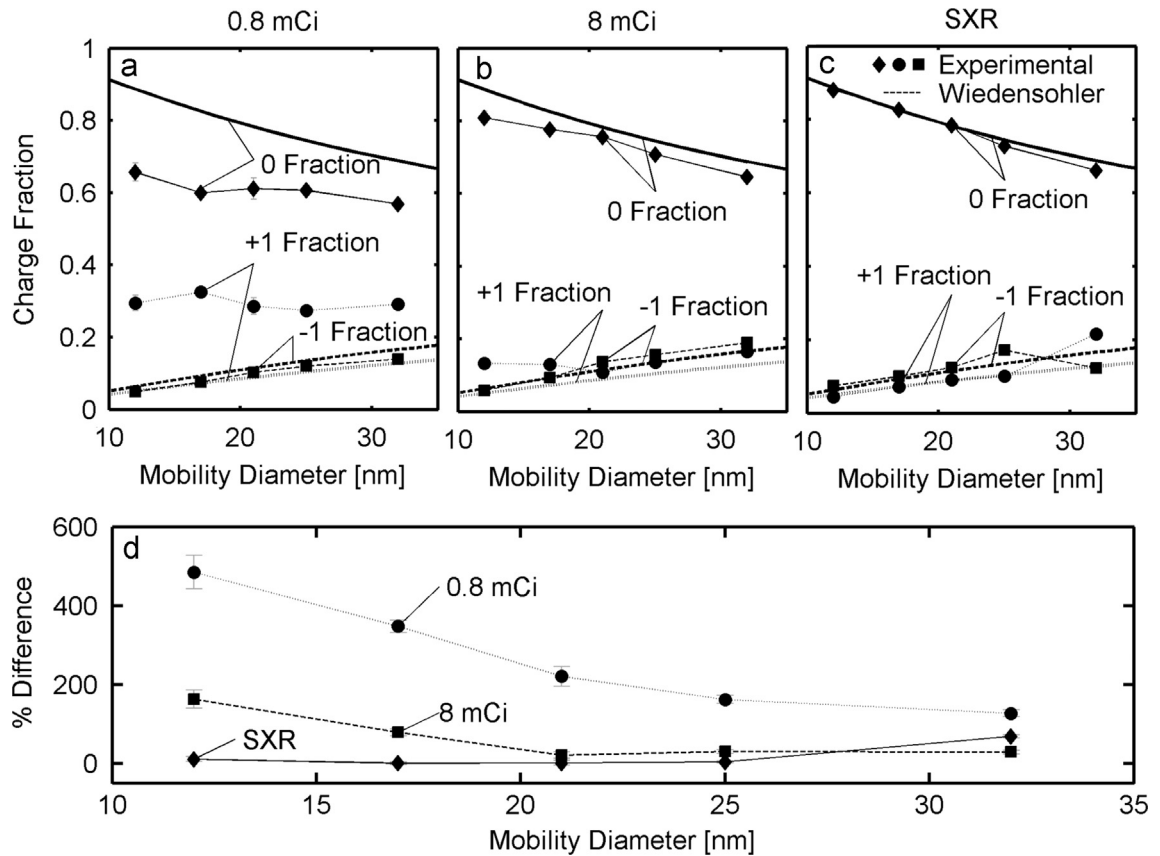 0.8 mCi
8 mCi
SXR
a
b
c
1
0.8
0.6
0.4
0.2
0
Charge Fraction
0 Fraction
+1 Fraction
-1 Fraction
0 Fraction
+1 Fraction
-1 Fraction
Experimental
Wiedensohler
0 Fraction
+1 Fraction
-1 Fraction
10 20 30
10 20 30
10 20 30
Mobility Diameter [nm]
Mobility Diameter [nm]
Mobility Diameter [nm]
d
600
400
200
0
% Difference
0.8 mCi
8 mCi
SXR
10 15 20 25 30 35
Mobility Diameter [nm]